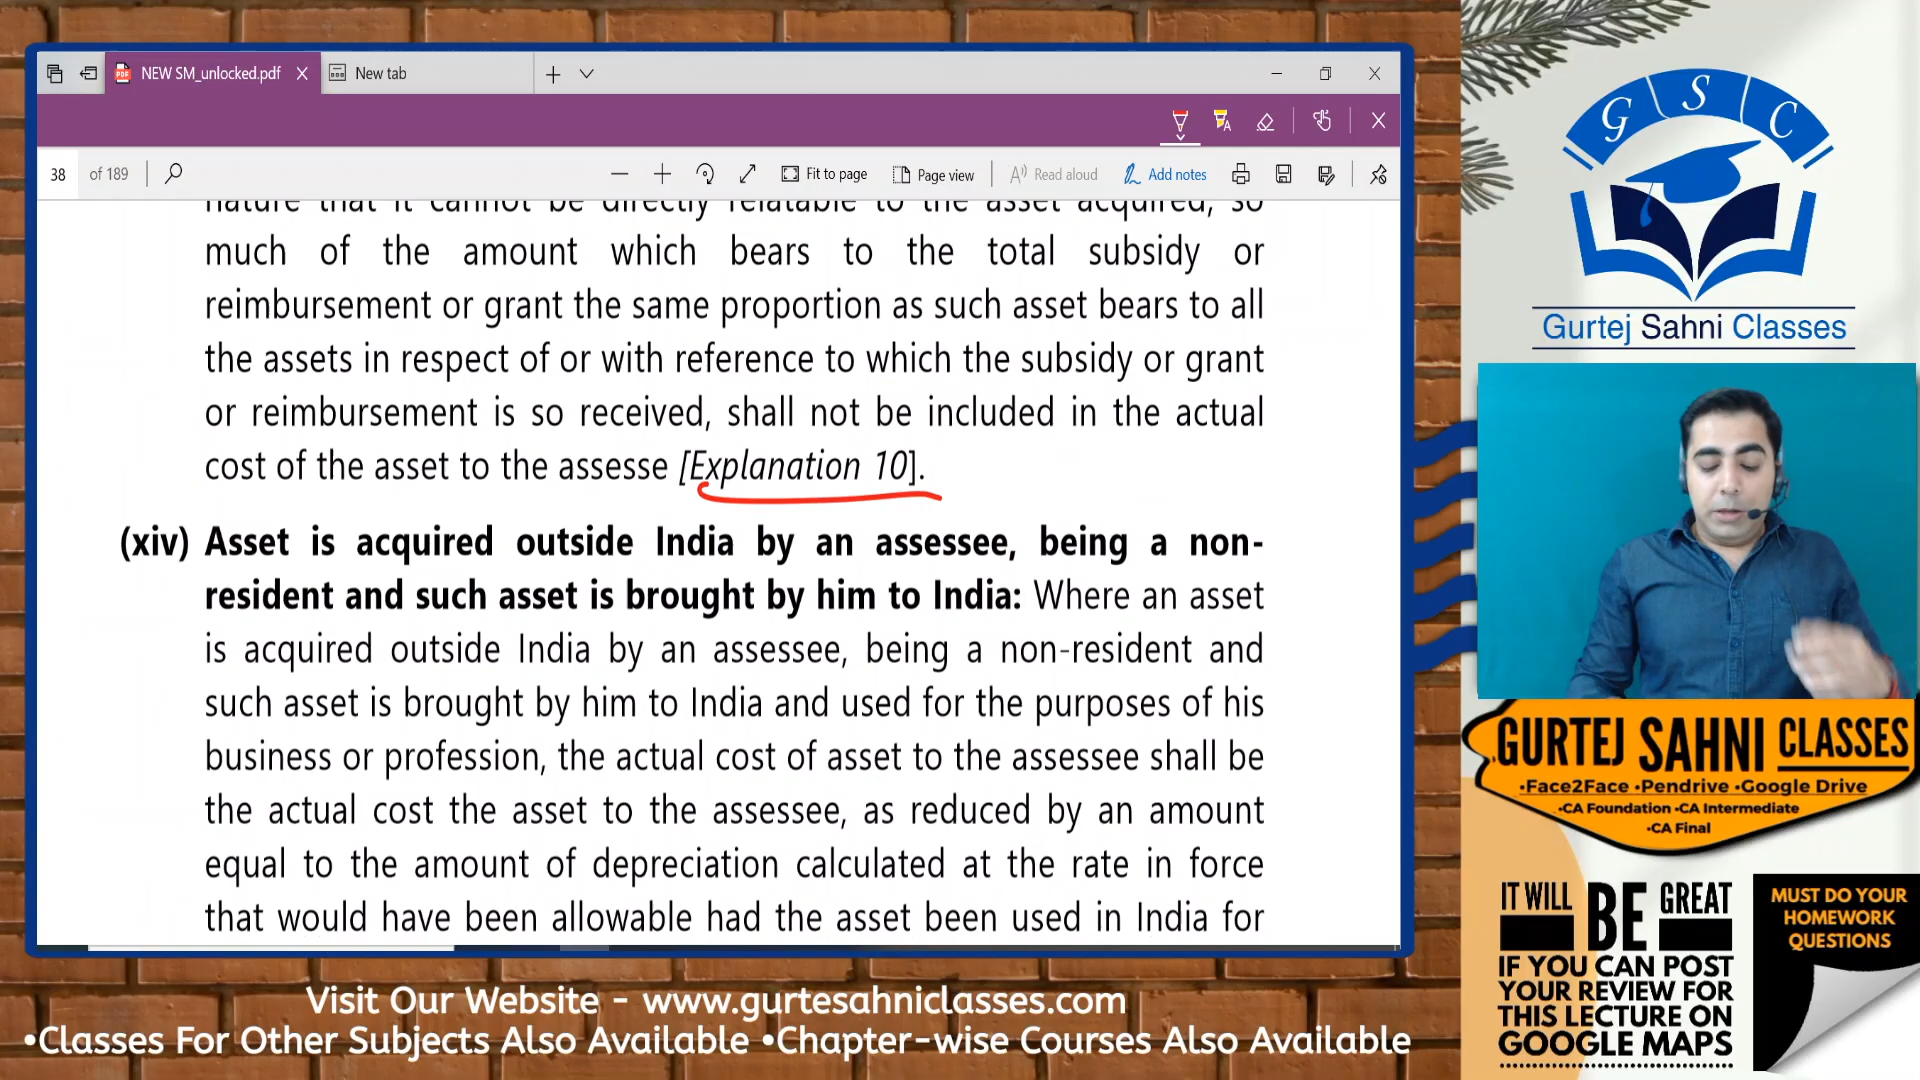 NEW SM_unlocked.pdf
New tab
38 of 189
Fit to page
Page view
Read aloud
Add notes
nature that it cannot be directly relatable to the asset acquired, so
much of the amount which bears to the total subsidy or
reimbursement or grant the same proportion as such asset bears to all
the assets in respect of or with reference to which the subsidy or grant
or reimbursement is so received, shall not be included in the actual
cost of the asset to the assesse [Explanation 10].
(xiv) Asset is acquired outside India by an assessee, being a non-
resident and such asset is brought by him to India: Where an asset
is acquired outside India by an assessee, being a non-resident and
such asset is brought by him to India and used for the purposes of his
business or profession, the actual cost of asset to the assessee shall be
the actual cost the asset to the assessee, as reduced by an amount
equal to the amount of depreciation calculated at the rate in force
that would have been allowable had the asset been used in India for
G S C
Gurtej Sahni Classes
GURTEJ SAHNI CLASSES
•Face2Face •Pendrive •Google Drive
•CA Foundation •CA Intermediate
•CA Final
IT WILL BE GREAT
IF YOU CAN POST
YOUR REVIEW FOR
THIS LECTURE ON
GOOGLE MAPS
MUST DO YOUR
HOMEWORK
QUESTIONS
Visit Our Website - www.gurtesahniclasses.com
•Classes For Other Subjects Also Available •Chapter-wise Courses Also Available